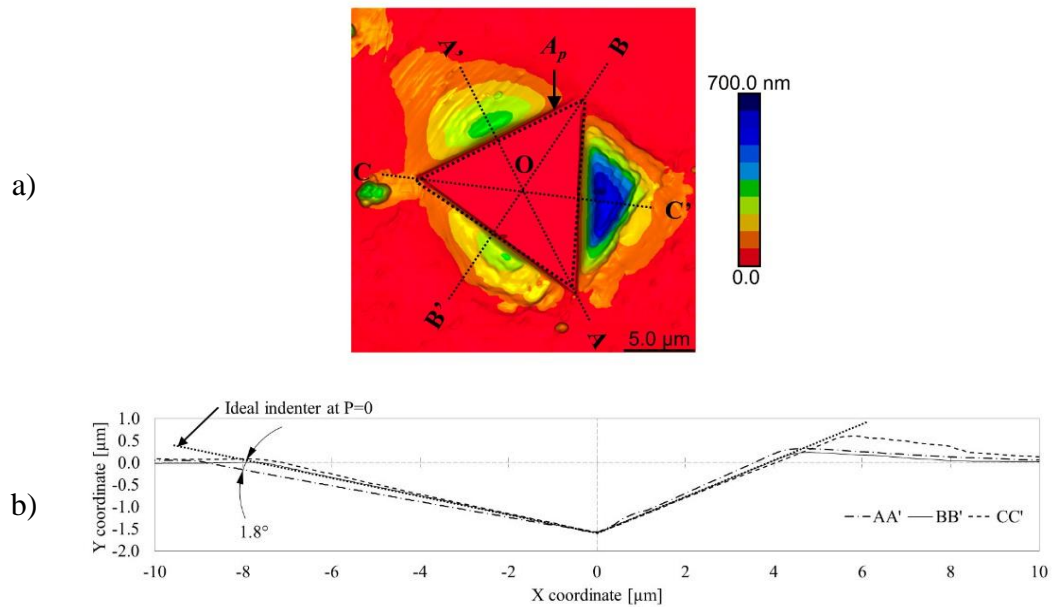 a)
A'
A_p
B
700.0 nm
O
C
C'
0.0
B'
A
5.0 µm
b)
Ideal indenter at P=0
1.8°
Y coordinate [µm]
1.0
0.5
0.0
-0.5
-1.0
-1.5
-2.0
AA' BB' CC'
-10 -8 -6 -4 -2 0 2 4 6 8 10
X coordinate [µm]